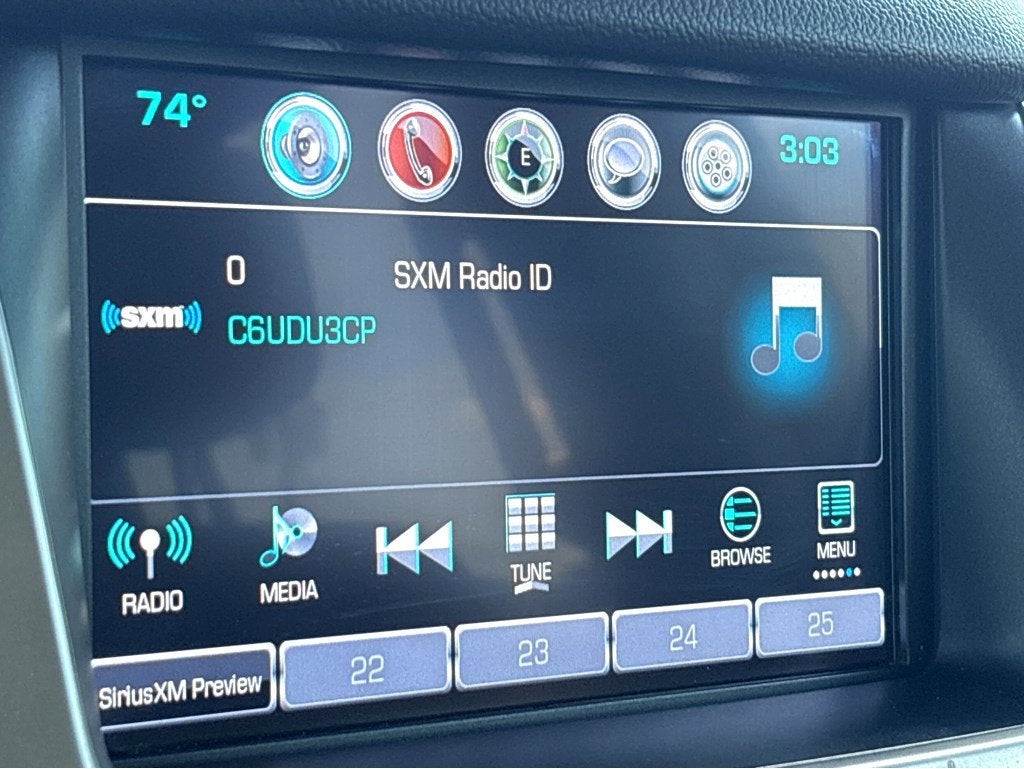 74°
E
3:03
0
SXM Radio ID
((sxm))
C6UDU3CP
RADIO
MEDIA
TUNE
BROWSE
MENU
SiriusXM Preview
22
23
24
25